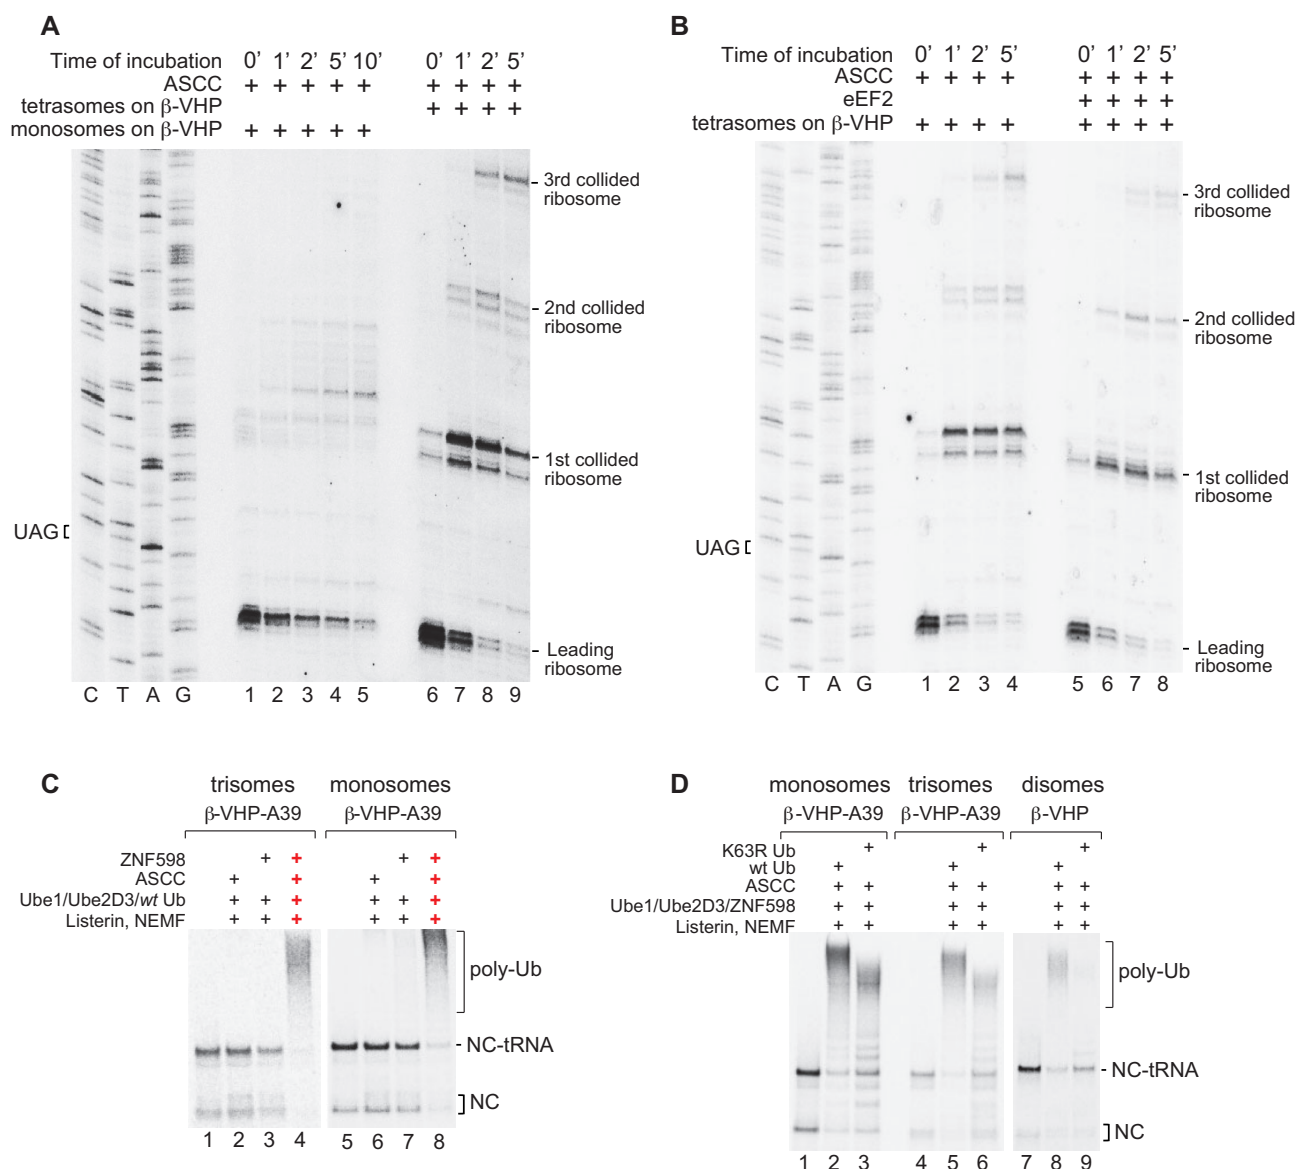 A
Time of incubation 0’ 1’ 2’ 5’ 10’ 0’ 1’ 2’ 5’
ASCC + + + + + + + + +
tetrasomes on β-VHP + + + +
monosomes on β-VHP + + + + +
3rd collided
ribosome
2nd collided
ribosome
1st collided
ribosome
UAG [
Leading
ribosome
C T A G 1 2 3 4 5 6 7 8 9
B
Time of incubation 0’ 1’ 2’ 5’ 0’ 1’ 2’ 5’
ASCC + + + + + + + +
eEF2 + + + +
tetrasomes on β-VHP + + + + + + + +
3rd collided
ribosome
2nd collided
ribosome
1st collided
ribosome
UAG [
Leading
ribosome
C T A G 1 2 3 4 5 6 7 8
C
trisomes monosomes
β-VHP-A39 β-VHP-A39
ZNF598 + + + +
ASCC + + + +
Ube1/Ube2D3/wt Ub + + + + + +
Listerin, NEMF + + + + + +
poly-Ub
NC-tRNA
NC
1 2 3 4 5 6 7 8
D
monosomes trisomes disomes
β-VHP-A39 β-VHP-A39 β-VHP
K63R Ub + + +
wt Ub + + +
ASCC + + + + + +
Ube1/Ube2D3/ZNF598 + + + + + +
Listerin, NEMF + + + + + +
poly-Ub
NC-tRNA
NC
1 2 3 4 5 6 7 8 9